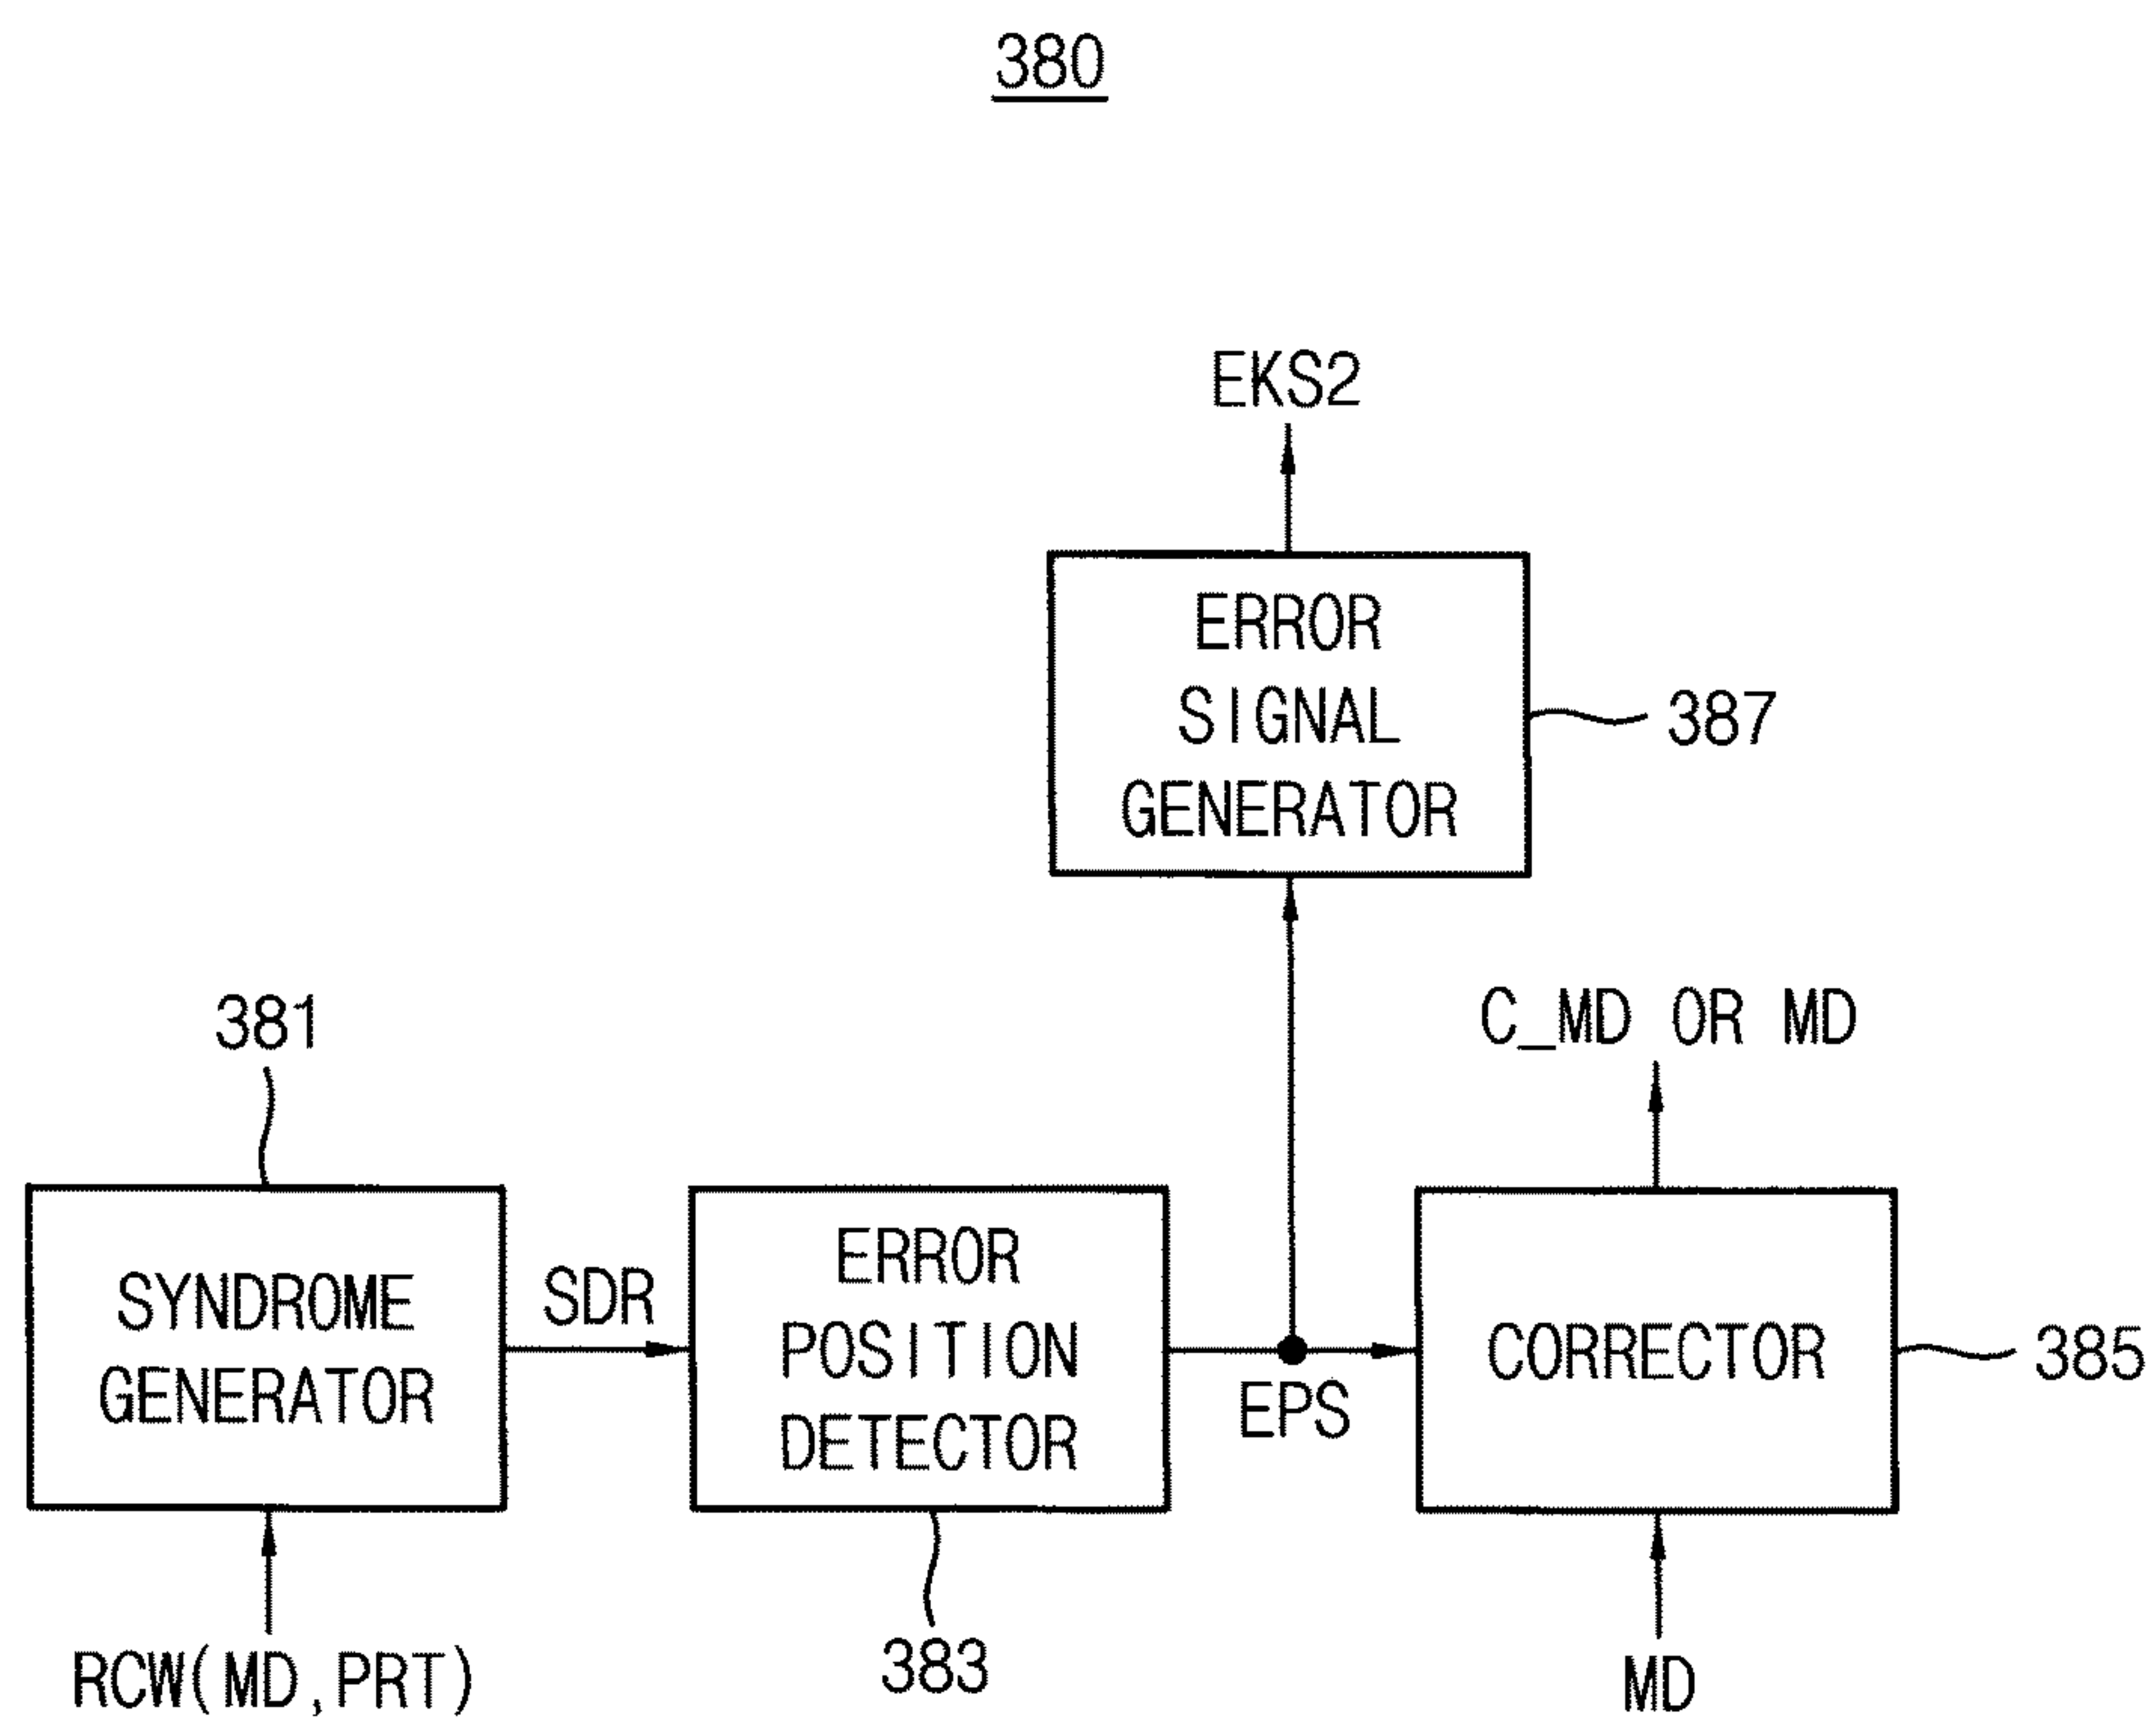 380
EKS2
ERROR
SIGNAL
GENERATOR
387
381
C_MD OR MD
SYNDROME
GENERATOR
SDR
ERROR
POSITION
DETECTOR
EPS
CORRECTOR
385
RCW(MD,PRT)
383
MD